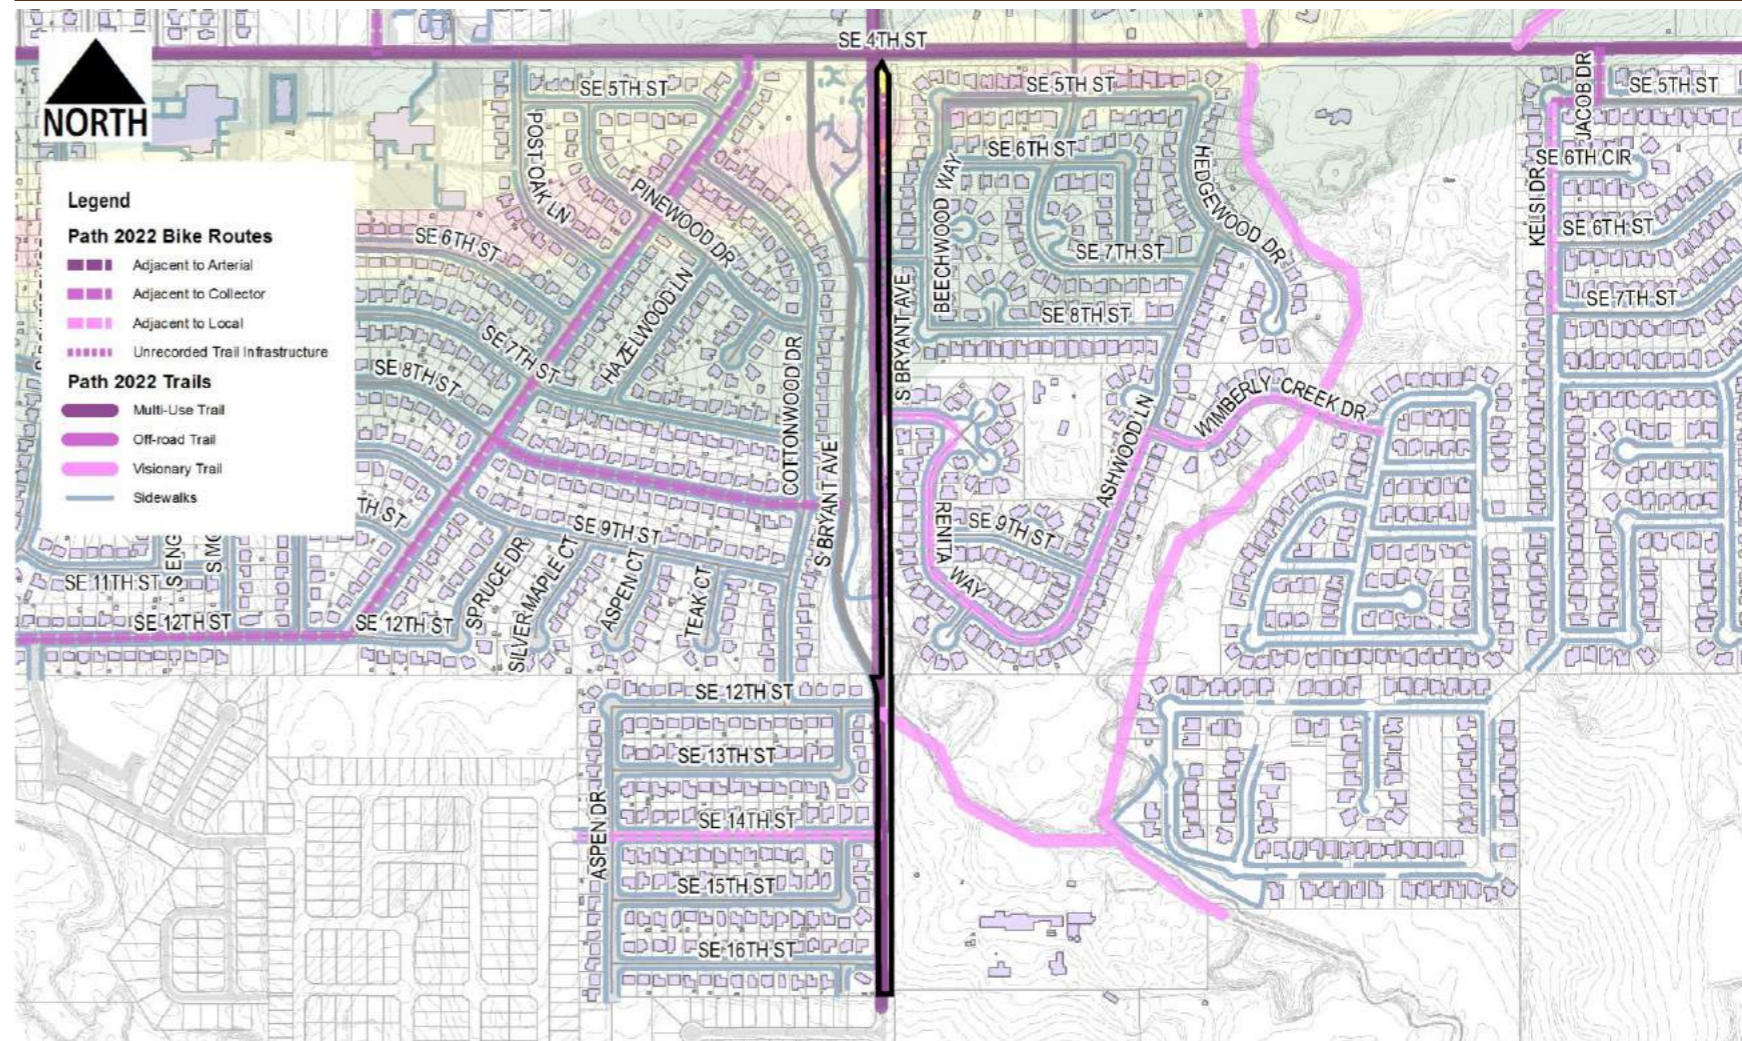 SE 4TH ST
NORTH
SE 5TH ST
SE 5TH ST
JACOB DR
SE 5TH ST
POST OAK LN
PINEWOOD DR
BEECHWOOD WAY
SE 6TH ST
HEDGEWOOD DR
SE 6TH CIR
KELSI DR
SE 6TH ST
SE 6TH ST
SE 7TH ST
SE 7TH ST
Legend
Path 2022 Bike Routes
Adjacent to Arterial
Adjacent to Collector
Adjacent to Local
Unrecorded Trail Infrastructure
Path 2022 Trails
Multi-Use Trail
Off-road Trail
Visionary Trail
Sidewalks
HAZELWOOD LN
SE 7TH ST
SE 8TH ST
SE 8TH ST
S BRYANT AVE
COTTONWOOD DR
S BRYANT AVE
WIMBERLY CREEK DR
ASHWOOD LN
RENITA WAY
SE 9TH ST
SE 9TH ST
TH ST
S ENG
S MC
SE 11TH ST
SE 12TH ST
SE 12TH ST
SPRUCE DR
SILVER MAPLE CT
ASPEN CT
TEAK CT
SE 12TH ST
SE 13TH ST
ASPEN DR
SE 14TH ST
SE 15TH ST
SE 16TH ST